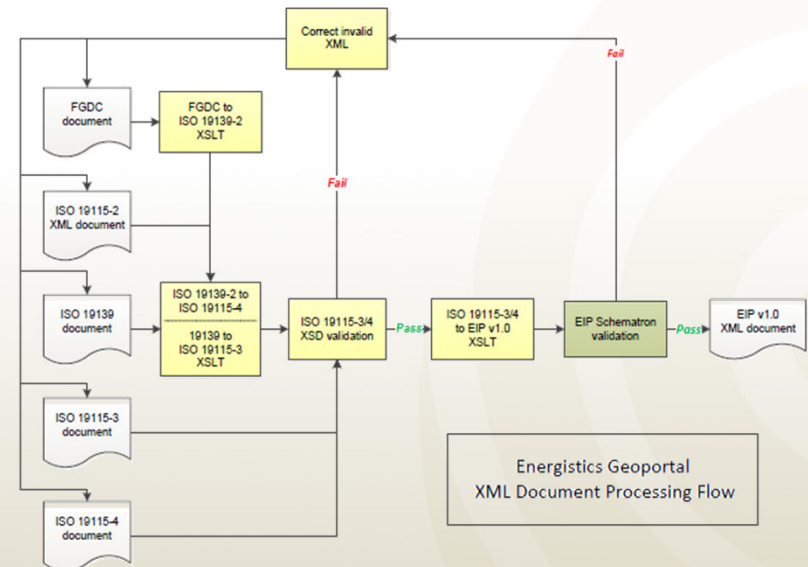 Correct invalid
XML
Fail
FGDC
document
FGDC to
ISO 19139-2
XSLT
Fail
ISO 19115-2
XML document
ISO 19139
document
ISO 19139-2 to
ISO 19115-4
19139 to
ISO 19115-3
XSLT
ISO 19115-3/4
XSD validation
Pass
ISO 19115-3/4
to EIP v1.0
XSLT
EIP Schematron
validation
Pass
EIP v1.0
XML document
ISO 19115-3
document
Energistics Geoportal
XML Document Processing Flow
ISO 19115-4
document